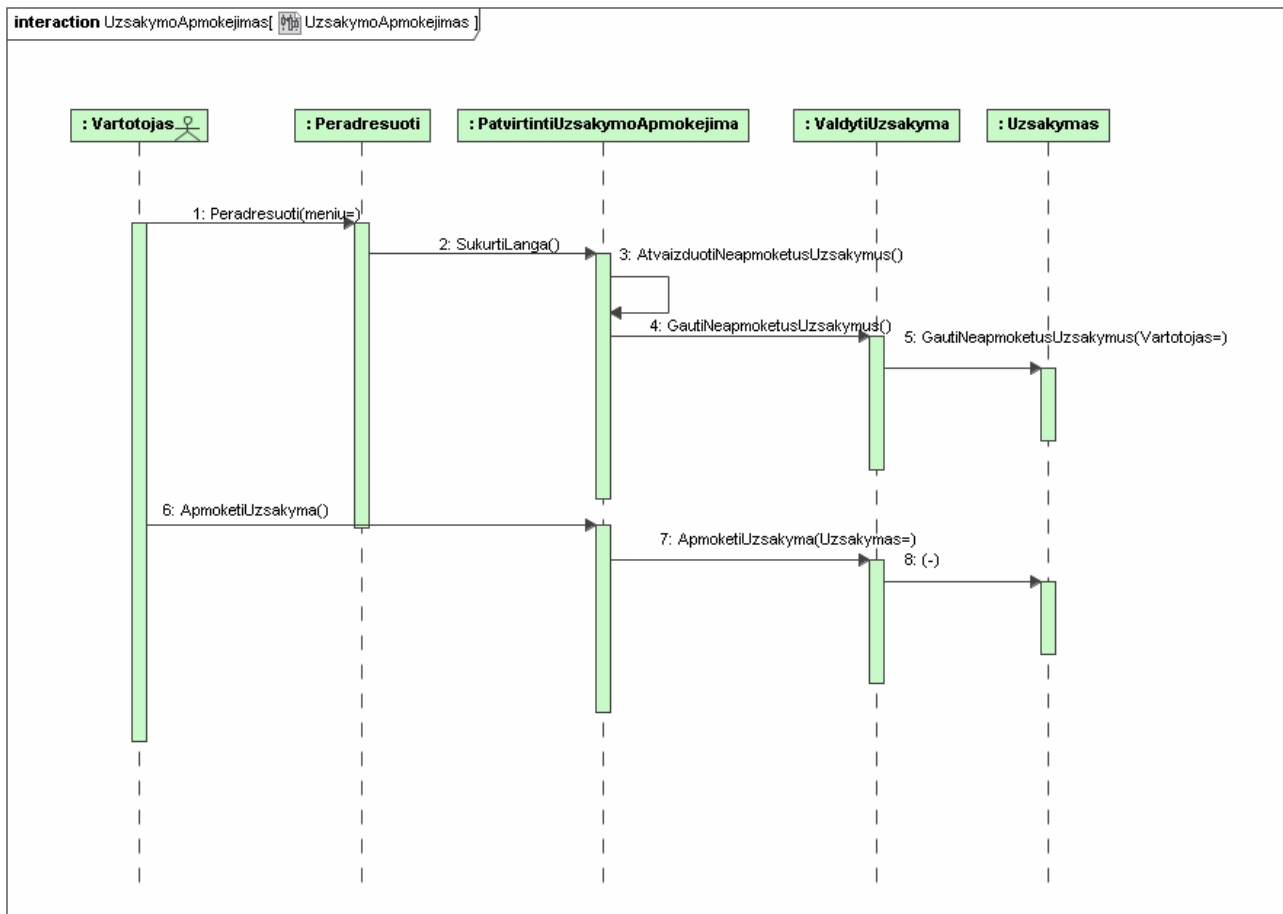 interaction UzsakymoApmokejimas[ UzsakymoApmokejimas ]
: Vartotojas
: Peradresuoti
: PatvirtintiUzsakymoApmokejima
: ValdytiUzsakyma
: Uzsakymas
1: Peradresuoti(meniu=)
2: SukurtiLanga()
3: AtvaizduotiNeapmoketusUzsakymus()
4: GautiNeapmoketusUzsakymus()
5: GautiNeapmoketusUzsakymus(Vartotojas=)
6: ApmoketiUzsakyma()
7: ApmoketiUzsakyma(Uzsakymas=)
8: (-)